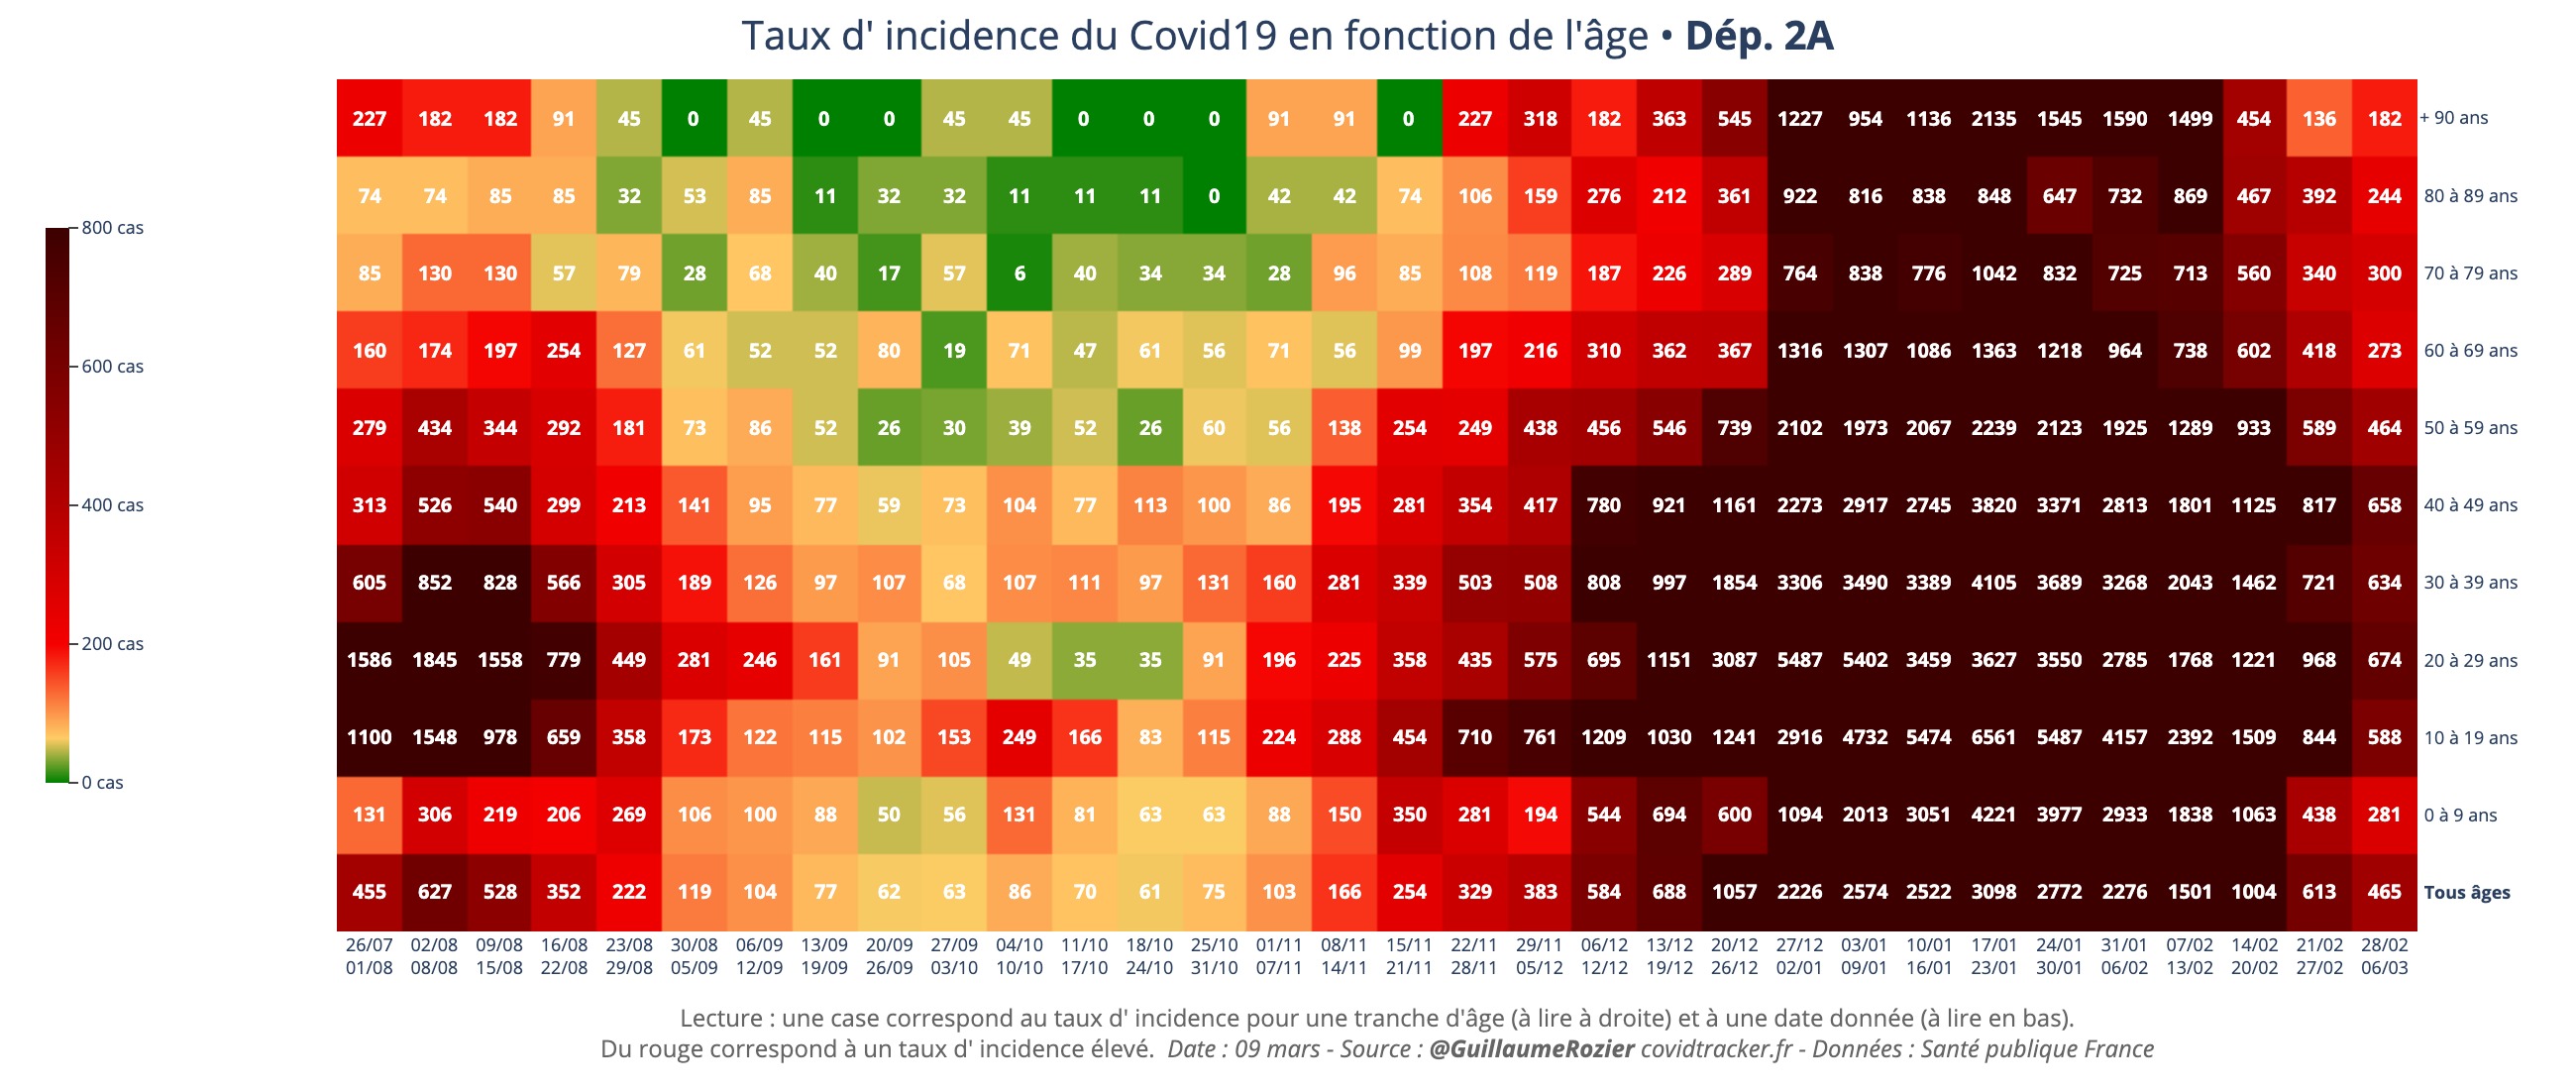 Taux d' incidence du Covid19 en fonction de l'âge • Dép. 2A
227 182 182 91 45 0 45 0 0 45 45 0 0 0 91 91 0 227 318 182 363 545 1227 954 1136 2135 1545 1590 1499 454 136 182 + 90 ans
74 74 85 85 32 53 85 11 32 32 11 11 11 0 42 42 74 106 159 276 212 361 922 816 838 848 647 732 869 467 392 244 80 à 89 ans
800 cas
85 130 130 57 79 28 68 40 17 57 6 40 34 34 28 96 85 108 119 187 226 289 764 838 776 1042 832 725 713 560 340 300 70 à 79 ans
160 174 197 254 127 61 52 52 80 19 71 47 61 56 71 56 99 197 216 310 362 367 1316 1307 1086 1363 1218 964 738 602 418 273 60 à 69 ans
600 cas
279 434 344 292 181 73 86 52 26 30 39 52 26 60 56 138 254 249 438 456 546 739 2102 1973 2067 2239 2123 1925 1289 933 589 464 50 à 59 ans
400 cas
313 526 540 299 213 141 95 77 59 73 104 77 113 100 86 195 281 354 417 780 921 1161 2273 2917 2745 3820 3371 2813 1801 1125 817 658 40 à 49 ans
605 852 828 566 305 189 126 97 107 68 107 111 97 131 160 281 339 503 508 808 997 1854 3306 3490 3389 4105 3689 3268 2043 1462 721 634 30 à 39 ans
200 cas
1586 1845 1558 779 449 281 246 161 91 105 49 35 35 91 196 225 358 435 575 695 1151 3087 5487 5402 3459 3627 3550 2785 1768 1221 968 674 20 à 29 ans
1100 1548 978 659 358 173 122 115 102 153 249 166 83 115 224 288 454 710 761 1209 1030 1241 2916 4732 5474 6561 5487 4157 2392 1509 844 588 10 à 19 ans
0 cas
131 306 219 206 269 106 100 88 50 56 131 81 63 63 88 150 350 281 194 544 694 600 1094 2013 3051 4221 3977 2933 1838 1063 438 281 0 à 9 ans
455 627 528 352 222 119 104 77 62 63 86 70 61 75 103 166 254 329 383 584 688 1057 2226 2574 2522 3098 2772 2276 1501 1004 613 465 Tous âges
26/07 02/08 09/08 16/08 23/08 30/08 06/09 13/09 20/09 27/09 04/10 11/10 18/10 25/10 01/11 08/11 15/11 22/11 29/11 06/12 13/12 20/12 27/12 03/01 10/01 17/01 24/01 31/01 07/02 14/02 21/02 28/02
01/08 08/08 15/08 22/08 29/08 05/09 12/09 19/09 26/09 03/10 10/10 17/10 24/10 31/10 07/11 14/11 21/11 28/11 05/12 12/12 19/12 26/12 02/01 09/01 16/01 23/01 30/01 06/02 13/02 20/02 27/02 06/03
Lecture : une case correspond au taux d' incidence pour une tranche d'âge (à lire à droite) et à une date donnée (à lire en bas).
Du rouge correspond à un taux d' incidence élevé. Date : 09 mars - Source : @GuillaumeRozier covidtracker.fr - Données : Santé publique France